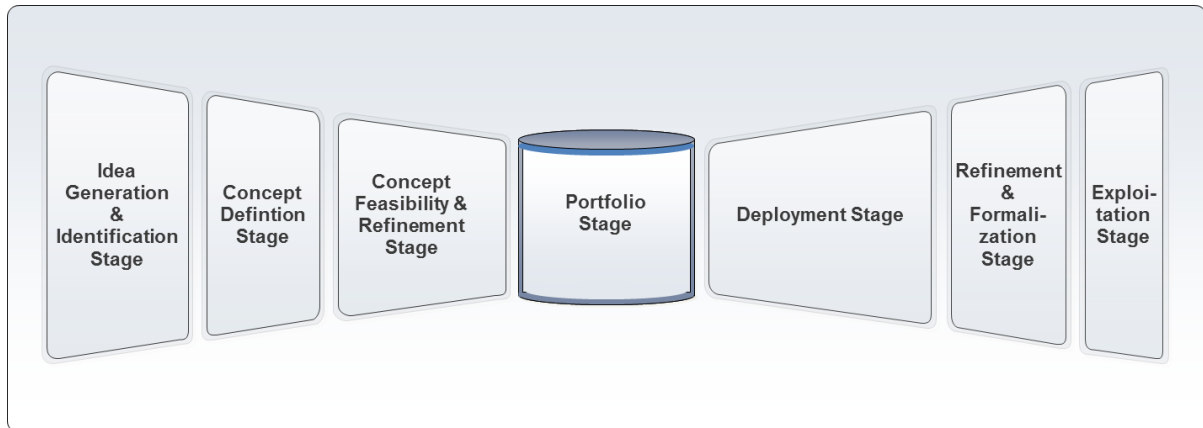 Idea
Generation
&
Identification
Stage
Concept
Defintion
Stage
Concept
Feasibility &
Refinement
Stage
Portfolio
Stage
Deployment Stage
Refinement
&
Formali-
zation
Stage
Exploi-
tation
Stage